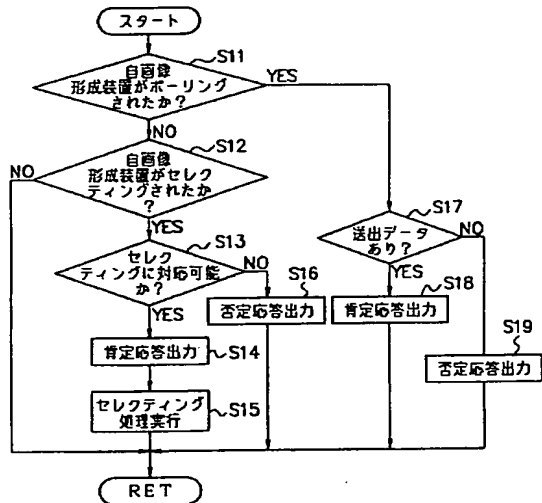 スタート
S11
自画像
形成装置がポーリング
されたか?
YES
NO
S12
自画像
形成装置がセレク
ティングされたか
?
NO
YES
S13
セレク
ティングに対応可能
か?
NO
YES
S14
肯定応答出力
S15
セレクティング
処理実行
S16
否定応答出力
S17
送出データ
あり?
NO
YES
S18
肯定応答出力
S19
否定応答出力
RET